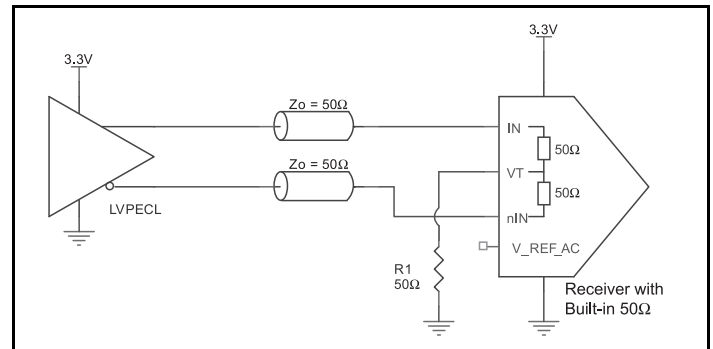 3.3V
3.3V
Zo = 50Ω
IN
50Ω
Zo = 50Ω
VT
50Ω
nIN
LVPECL
V_REF_AC
R1
50Ω
Receiver with
Built-in 50Ω